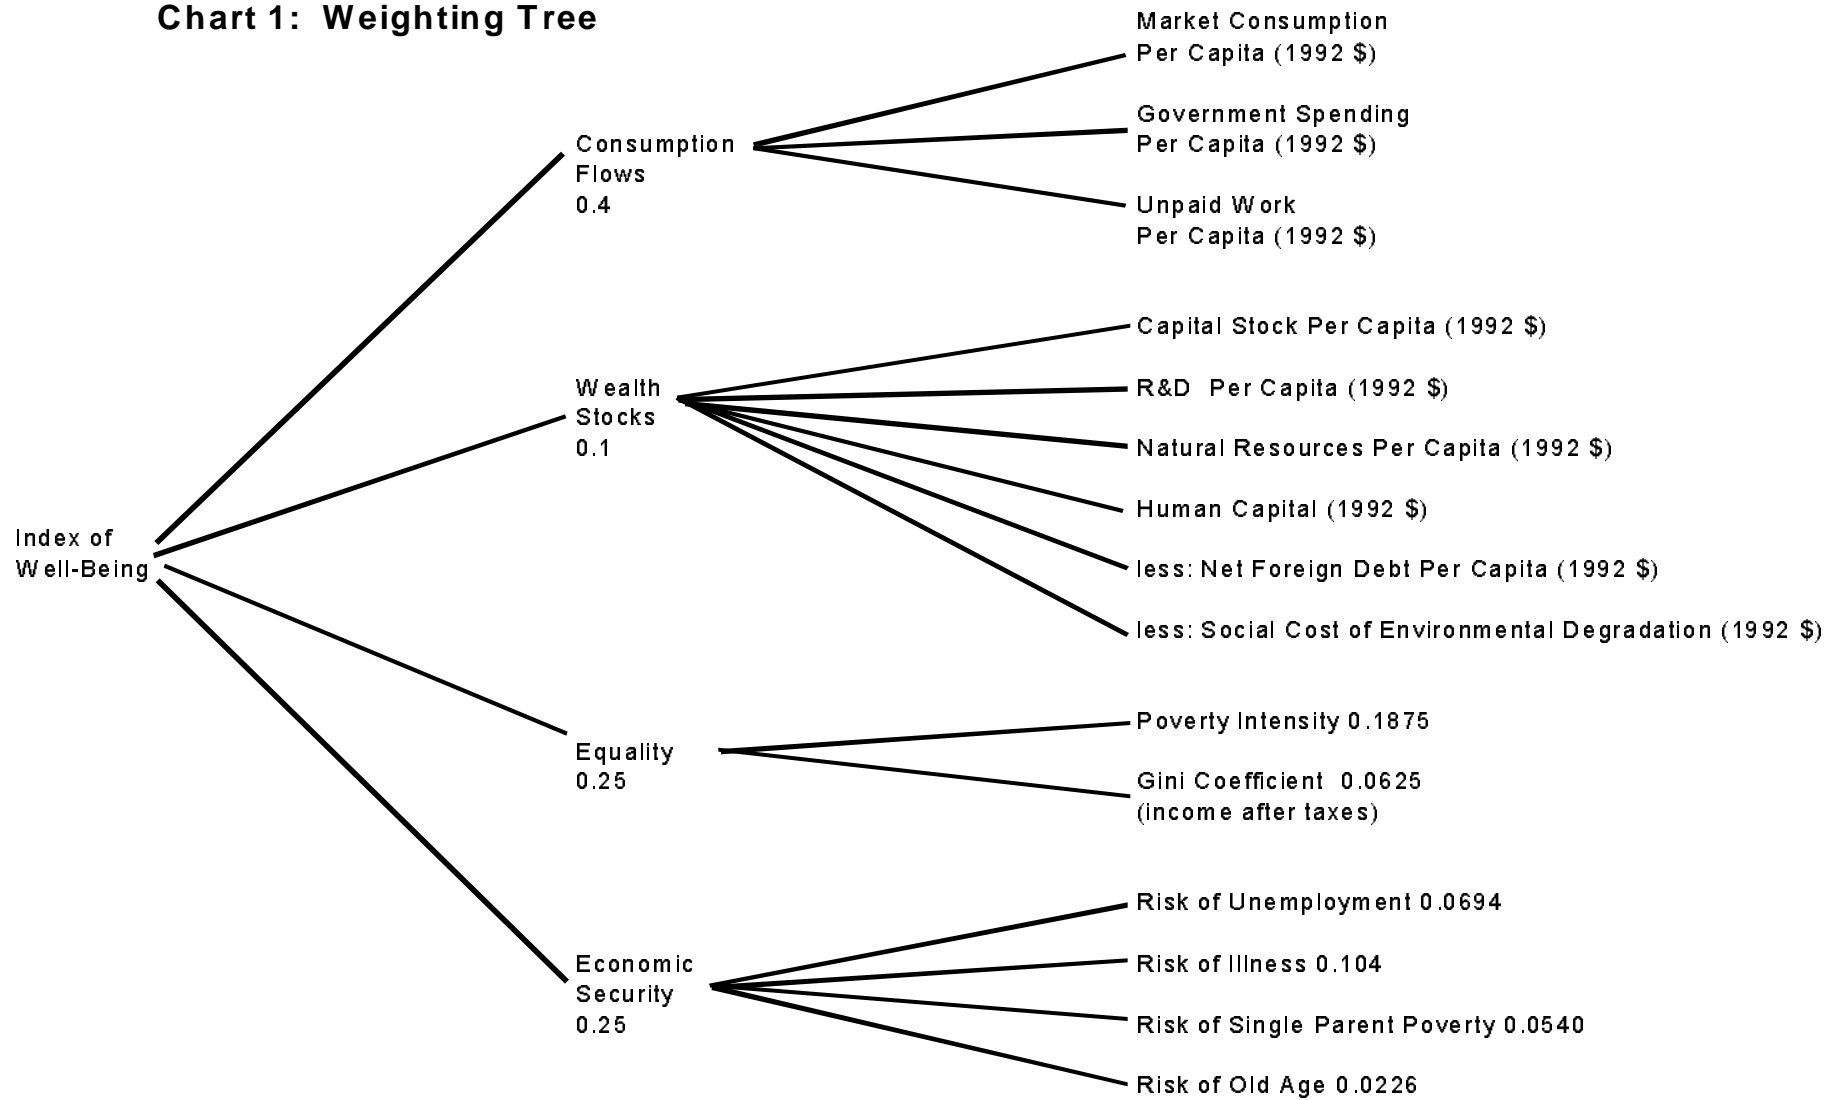 Chart 1: Weighting Tree
Market Consumption
Per Capita (1992 $)
Government Spending
Per Capita (1992 $)
Consumption
Flows
0.4
Unpaid Work
Per Capita (1992 $)
Capital Stock Per Capita (1992 $)
Wealth
Stocks
0.1
R&D Per Capita (1992 $)
Natural Resources Per Capita (1992 $)
Human Capital (1992 $)
Index of
Well-Being
less: Net Foreign Debt Per Capita (1992 $)
less: Social Cost of Environmental Degradation (1992 $)
Equality
0.25
Poverty Intensity 0.1875
Gini Coefficient 0.0625
(income after taxes)
Economic
Security
0.25
Risk of Unemployment 0.0694
Risk of Illness 0.104
Risk of Single Parent Poverty 0.0540
Risk of Old Age 0.0226